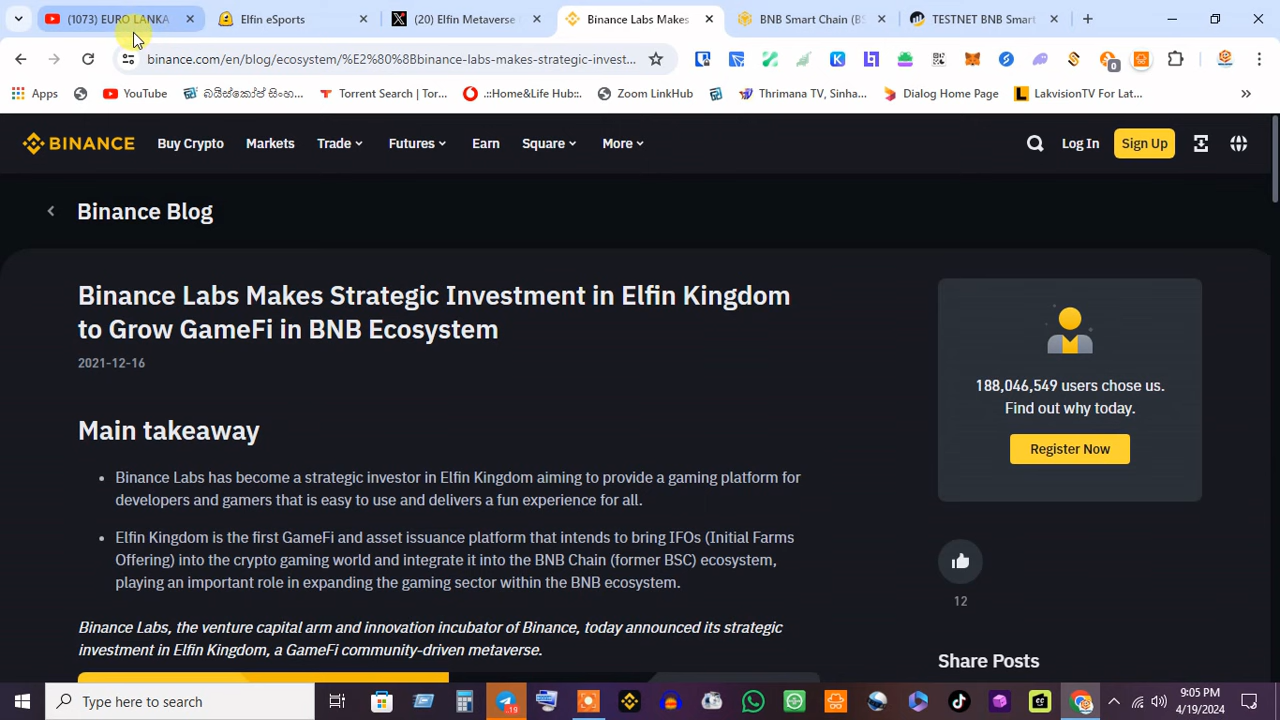 (1073) EURO LANKA
Elfin eSports
(20) Elfin Metaverse
Binance Labs Makes
BNB Smart Chain (BS
TESTNET BNB Smart
binance.com/en/blog/ecosystem/%E2%80%8Bbinance-labs-makes-strategic-invest...
0
Apps
YouTube
බයිස්කෝප් සිංහ...
Torrent Search | Tor...
.::Home&Life Hub:.
Zoom LinkHub
Thrimana TV, Sinha...
Dialog Home Page
LakvisionTV For Lat...
BINANCE
Buy Crypto
Markets
Trade
Futures
Earn
Square
More
Log In
Sign Up
Binance Blog
Binance Labs Makes Strategic Investment in Elfin Kingdom
to Grow GameFi in BNB Ecosystem
2021-12-16
Main takeaway
Binance Labs has become a strategic investor in Elfin Kingdom aiming to provide a gaming platform for
developers and gamers that is easy to use and delivers a fun experience for all.
Elfin Kingdom is the first GameFi and asset issuance platform that intends to bring IFOs (Initial Farms
Offering) into the crypto gaming world and integrate it into the BNB Chain (former BSC) ecosystem,
playing an important role in expanding the gaming sector within the BNB ecosystem.
Binance Labs, the venture capital arm and innovation incubator of Binance, today announced its strategic
investment in Elfin Kingdom, a GameFi community-driven metaverse.
188,046,549 users chose us.
Find out why today.
Register Now
12
Share Posts
Type here to search
19
9:05 PM
4/19/2024